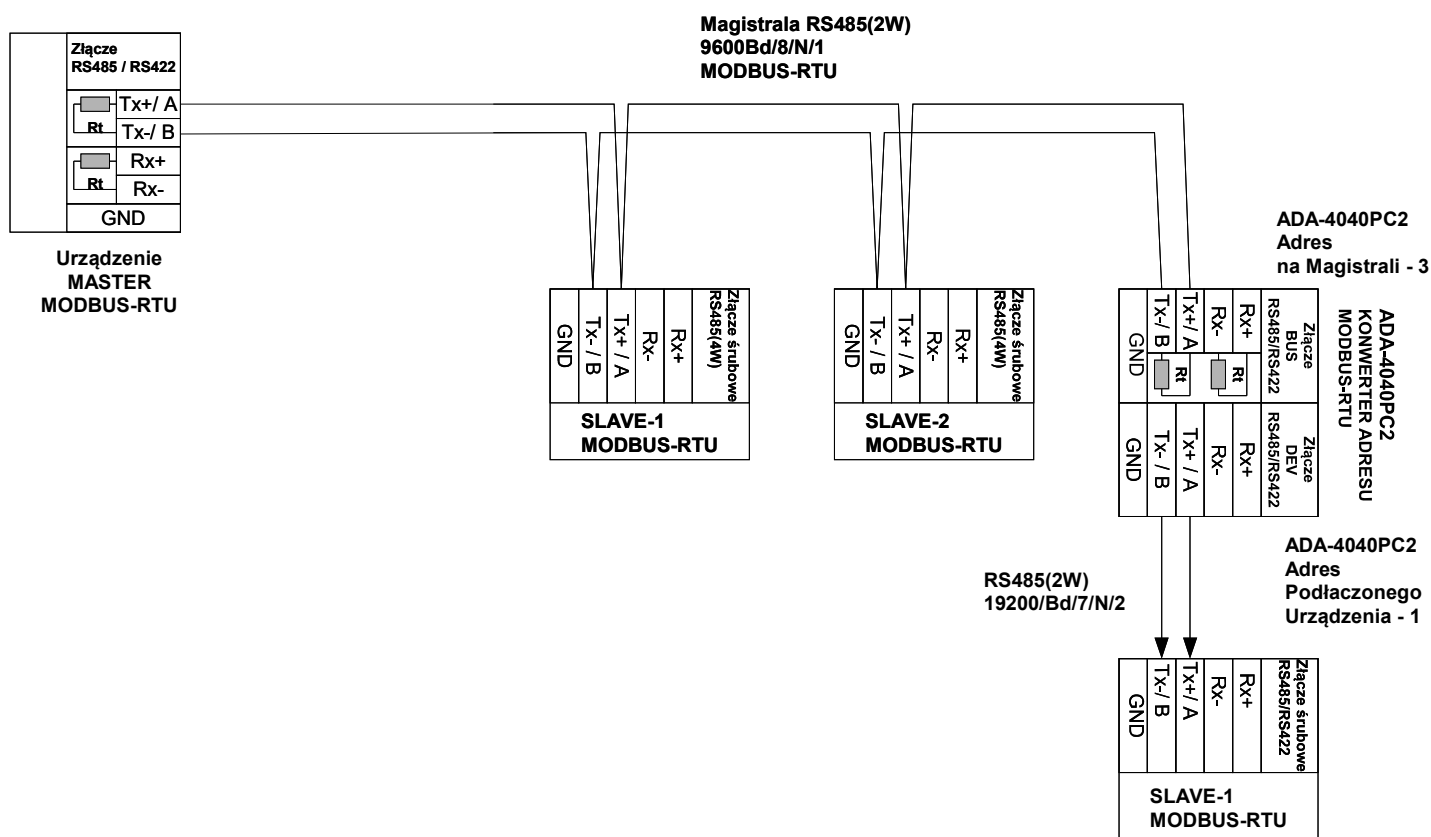 Magistrala RS485(2W)
9600Bd/8/N/1
MODBUS-RTU
Złącze
RS485 / RS422
Tx+/ A
Rt
Tx-/ B
Rx+
Rt
Rx-
GND
Urządzenie
MASTER
MODBUS-RTU
GND
Tx- / B
Tx+ / A
Rx-
Rx+
Złącze śrubowe
RS485(4W)
SLAVE-1
MODBUS-RTU
GND
Tx- / B
Tx+ / A
Rx-
Rx+
Złącze śrubowe
RS485(4W)
SLAVE-2
MODBUS-RTU
ADA-4040PC2
Adres
na Magistrali - 3
GND
Tx-/ B
Tx+/ A
Rx-
Rx+
Złącze
BUS
RS485/RS422
Rt
Rt
ADA-4040PC2
KONWERTER ADRESU
MODBUS-RTU
GND
Tx- / B
Tx+ / A
Rx-
Rx+
Złącze
DEV
RS485/RS422
ADA-4040PC2
Adres
Podłaczonego
Urządzenia - 1
RS485(2W)
19200/Bd/7/N/2
GND
Tx-/ B
Tx+/ A
Rx-
Rx+
Złącze śrubowe
RS485/RS422
SLAVE-1
MODBUS-RTU